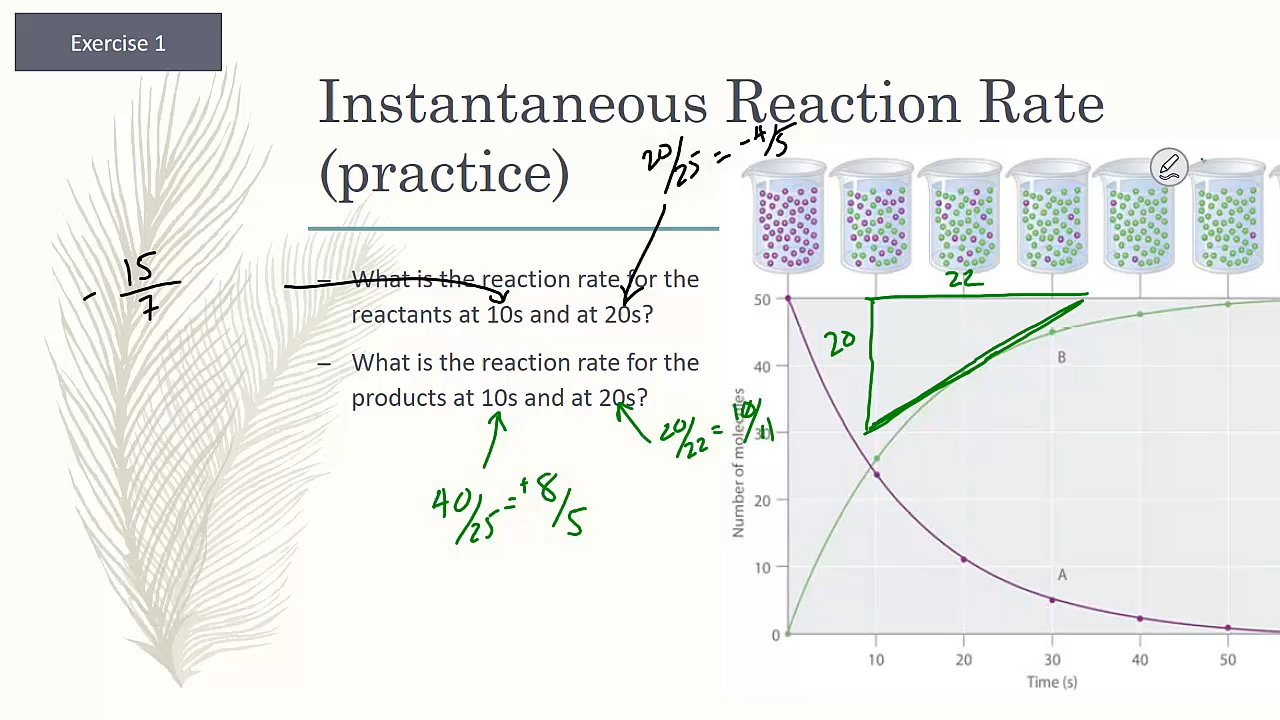 Exercise 1
Instantaneous Reaction Rate
(practice)
20/25 = -4/5
- 15/7
– What is the reaction rate for the
reactants at 10s and at 20s?
– What is the reaction rate for the
products at 10s and at 20s?
20/22 = 10/11
40/25 = +8/5
22
20
50
40
30
20
10
0
Number of molecules
B
A
10 20 30 40 50
Time (s)